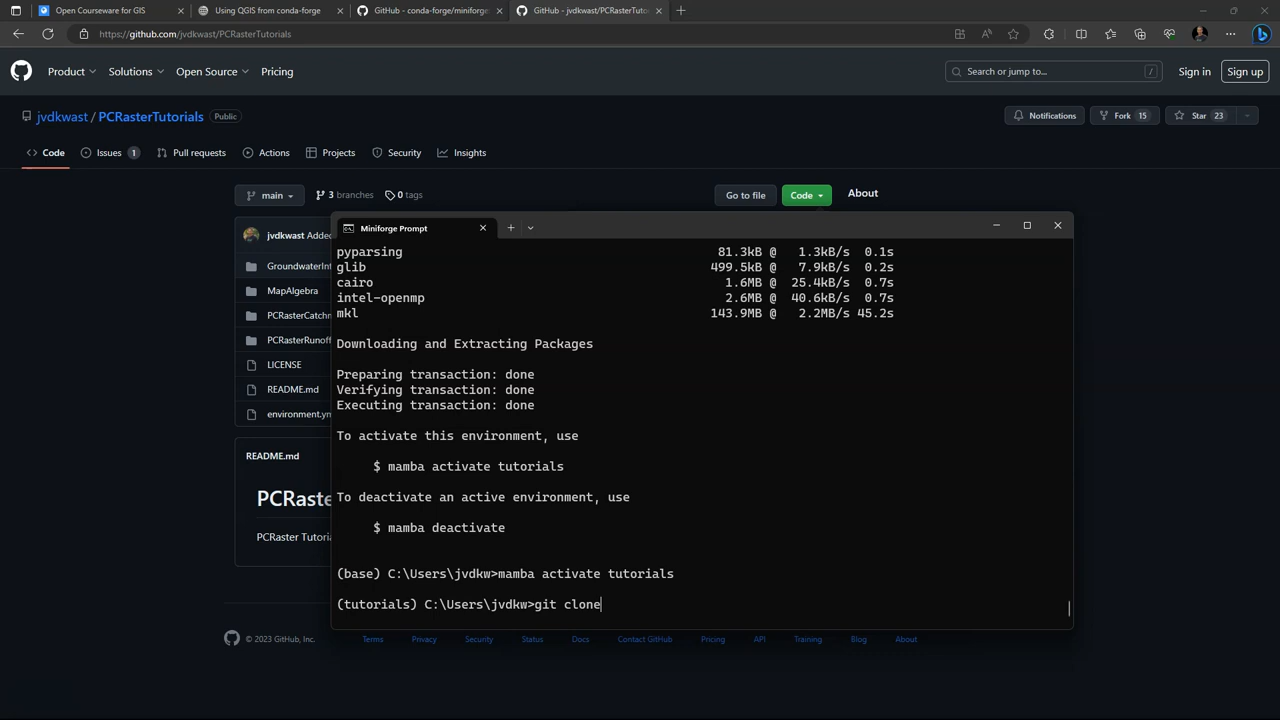 Open Courseware for GIS
Using QGIS from conda-forge
GitHub - conda-forge/miniforge
GitHub - jvdkwast/PCRasterTuto
https://github.com/jvdkwast/PCRasterTutorials
Product
Solutions
Open Source
Pricing
Search or jump to...
/
Sign in
Sign up
jvdkwast / PCRasterTutorials
Public
Notifications
Fork 15
Star 23
Code
Issues 1
Pull requests
Actions
Projects
Security
Insights
main
3 branches
0 tags
Go to file
Code
About
jvdkwast Added
GroundwaterInt
MapAlgebra
PCRasterCatchm
PCRasterRunoff
LICENSE
README.md
environment.ym
README.md
PCRaste
PCRaster Tutoria
Miniforge Prompt
pyparsing 81.3kB @ 1.3kB/s 0.1s
glib 499.5kB @ 7.9kB/s 0.2s
cairo 1.6MB @ 25.4kB/s 0.7s
intel-openmp 2.6MB @ 40.6kB/s 0.7s
mkl 143.9MB @ 2.2MB/s 45.2s
Downloading and Extracting Packages
Preparing transaction: done
Verifying transaction: done
Executing transaction: done
To activate this environment, use
$ mamba activate tutorials
To deactivate an active environment, use
$ mamba deactivate
(base) C:\Users\jvdkw>mamba activate tutorials
(tutorials) C:\Users\jvdkw>git clone
© 2023 GitHub, Inc.
Terms
Privacy
Security
Status
Docs
Contact GitHub
Pricing
API
Training
Blog
About